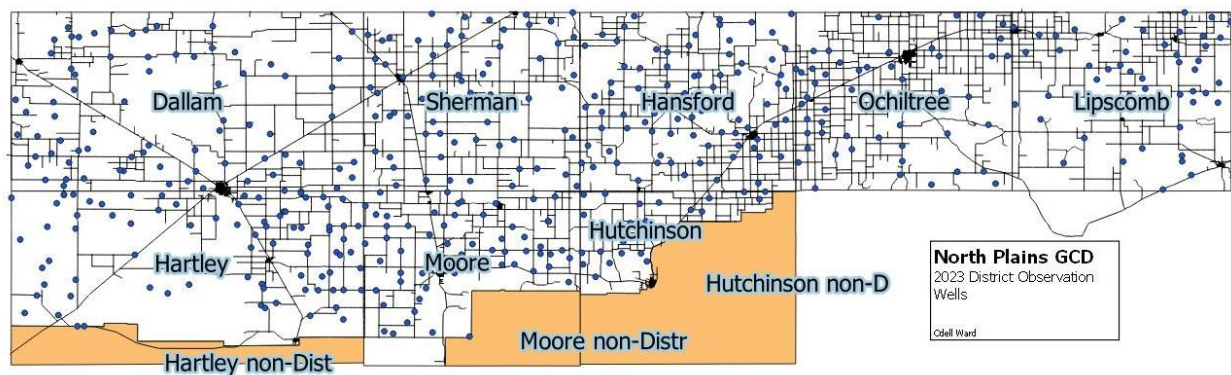 Dallam
Sherman
Hansford
Ochiltree
Lipscomb
Hutchinson
Hartley
Moore
Hutchinson non-D
Moore non-Distr
Hartley non-Dist
North Plains GCD
2023 District Observation
Wells
Odell Ward